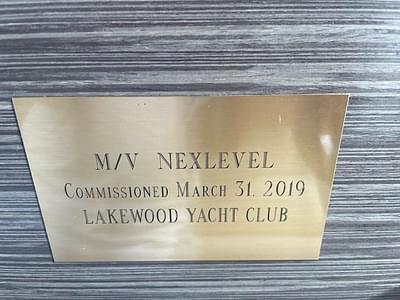 M/V NEXLEVEL
COMMISSIONED MARCH 31, 2019
LAKEWOOD YACHT CLUB